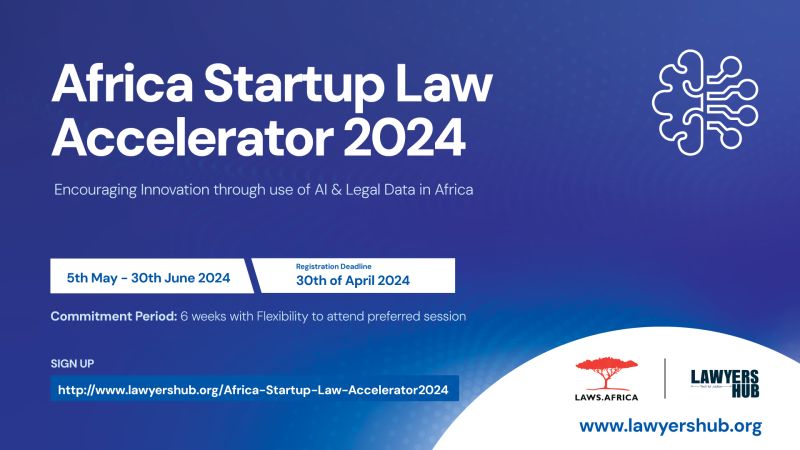 Africa Startup Law
Accelerator 2024
Encouraging Innovation through use of AI & Legal Data in Africa
5th May - 30th June 2024
Registration Deadline
30th of April 2024
Commitment Period: 6 weeks with Flexibility to attend preferred session
SIGN UP
http://www.lawyershub.org/Africa-Startup-Law-Accelerator2024
LAWS.AFRICA
LAWYERS
HUB
www.lawyershub.org